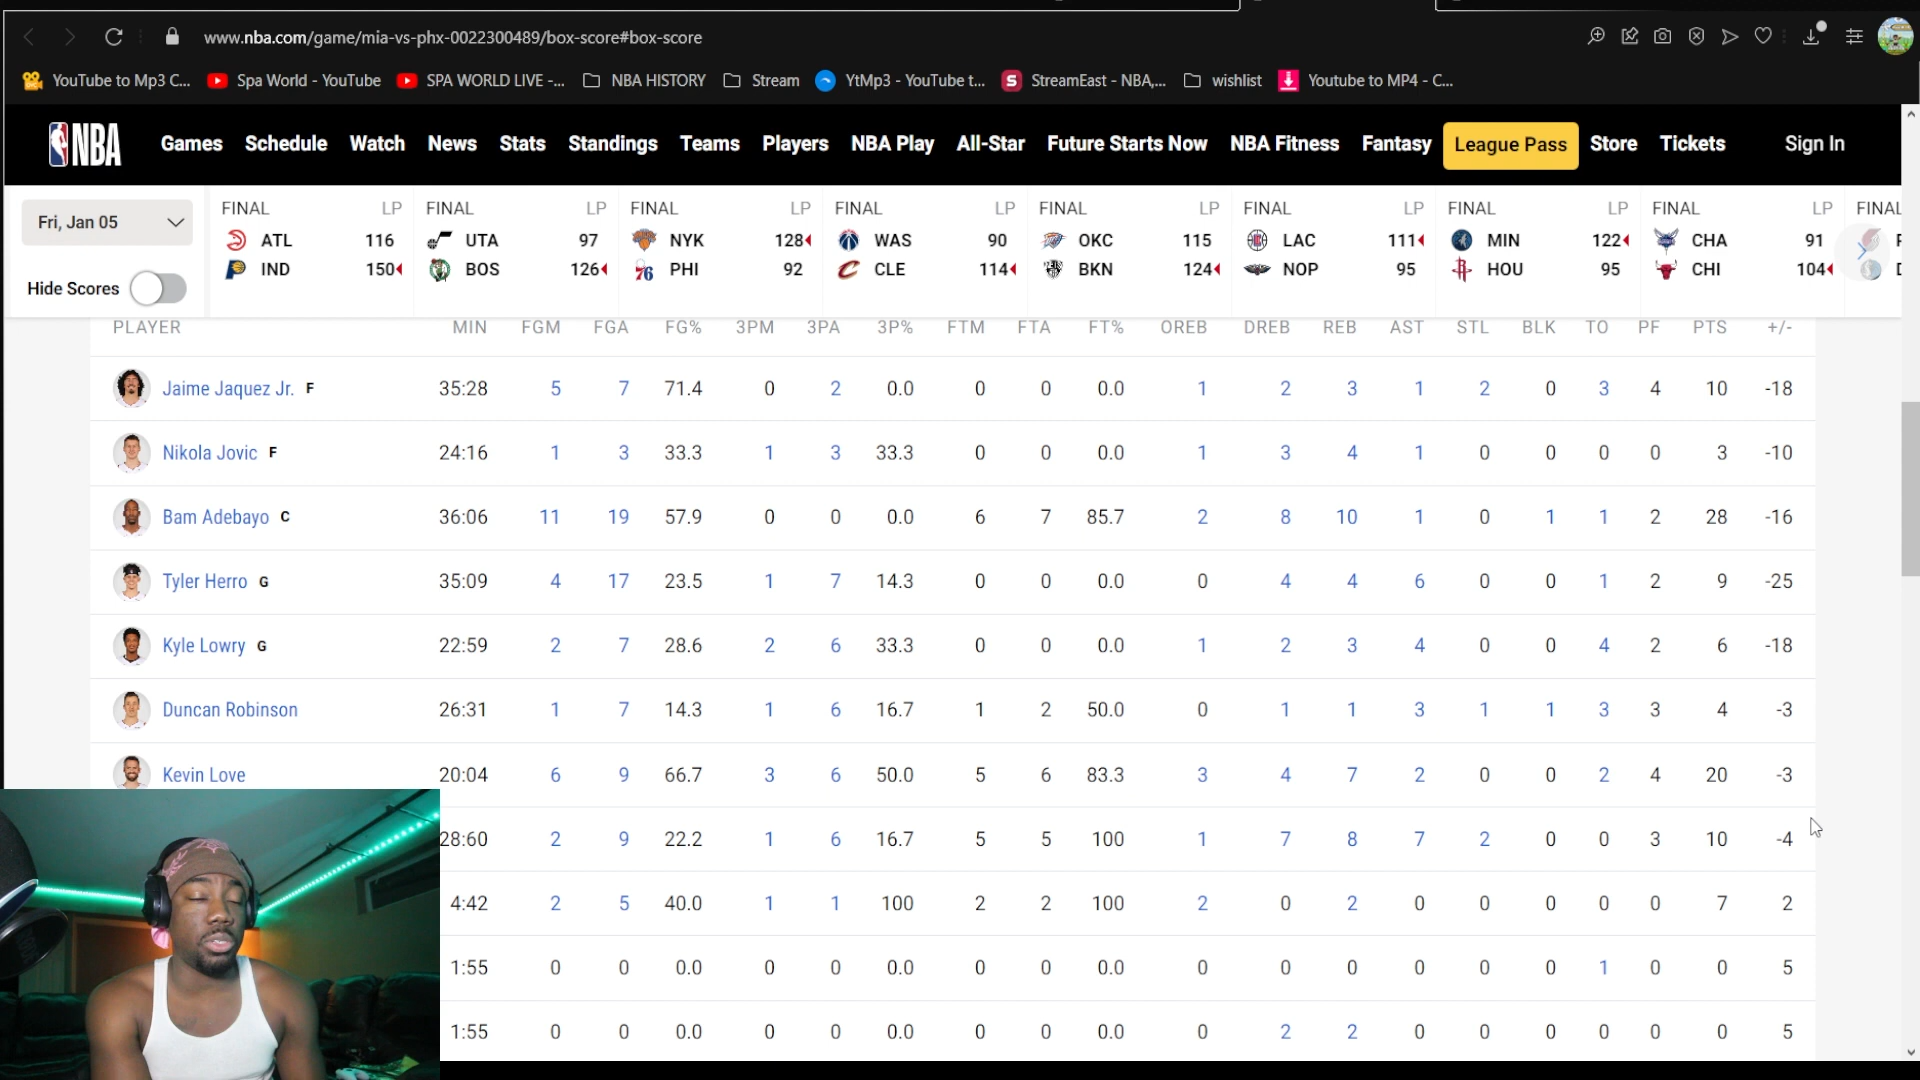 www.nba.com/game/mia-vs-phx-0022300489/box-score#box-score
YouTube to Mp3 C... Spa World - YouTube SPA WORLD LIVE -... NBA HISTORY Stream YtMp3 - YouTube t... StreamEast - NBA,... wishlist Youtube to MP4 - C...
NBA Games Schedule Watch News Stats Standings Teams Players NBA Play All-Star Future Starts Now NBA Fitness Fantasy League Pass Store Tickets Sign In
Fri, Jan 05
Hide Scores
FINAL LP
ATL 116
IND 150
FINAL LP
UTA 97
BOS 126
FINAL LP
NYK 128
PHI 92
FINAL LP
WAS 90
CLE 114
FINAL LP
OKC 115
BKN 124
FINAL LP
LAC 111
NOP 95
FINAL LP
MIN 122
HOU 95
FINAL LP
CHA 91
CHI 104
FINAL
PLAYER MIN FGM FGA FG% 3PM 3PA 3P% FTM FTA FT% OREB DREB REB AST STL BLK TO PF PTS +/-
Jaime Jaquez Jr. F 35:28 5 7 71.4 0 2 0.0 0 0 0.0 1 2 3 1 2 0 3 4 10 -18
Nikola Jovic F 24:16 1 3 33.3 1 3 33.3 0 0 0.0 1 3 4 1 0 0 0 0 3 -10
Bam Adebayo C 36:06 11 19 57.9 0 0 0.0 6 7 85.7 2 8 10 1 0 1 1 2 28 -16
Tyler Herro G 35:09 4 17 23.5 1 7 14.3 0 0 0.0 0 4 4 6 0 0 1 2 9 -25
Kyle Lowry G 22:59 2 7 28.6 2 6 33.3 0 0 0.0 1 2 3 4 0 0 4 2 6 -18
Duncan Robinson 26:31 1 7 14.3 1 6 16.7 1 2 50.0 0 1 1 3 1 1 3 3 4 -3
Kevin Love 20:04 6 9 66.7 3 6 50.0 5 6 83.3 3 4 7 2 0 0 2 4 20 -3
28:60 2 9 22.2 1 6 16.7 5 5 100 1 7 8 7 2 0 0 3 10 -4
4:42 2 5 40.0 1 1 100 2 2 100 2 0 2 0 0 0 0 0 7 2
1:55 0 0 0.0 0 0 0.0 0 0 0.0 0 0 0 0 0 0 1 0 0 5
1:55 0 0 0.0 0 0 0.0 0 0 0.0 0 2 2 0 0 0 0 0 0 5